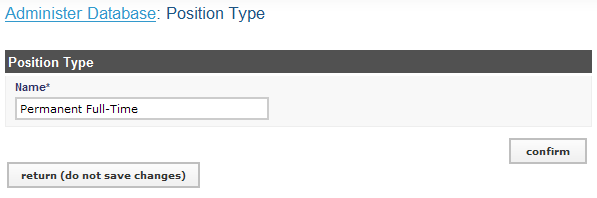 Administer Database: Position Type
Position Type
Name*
Permanent Full-Time
confirm
return (do not save changes)